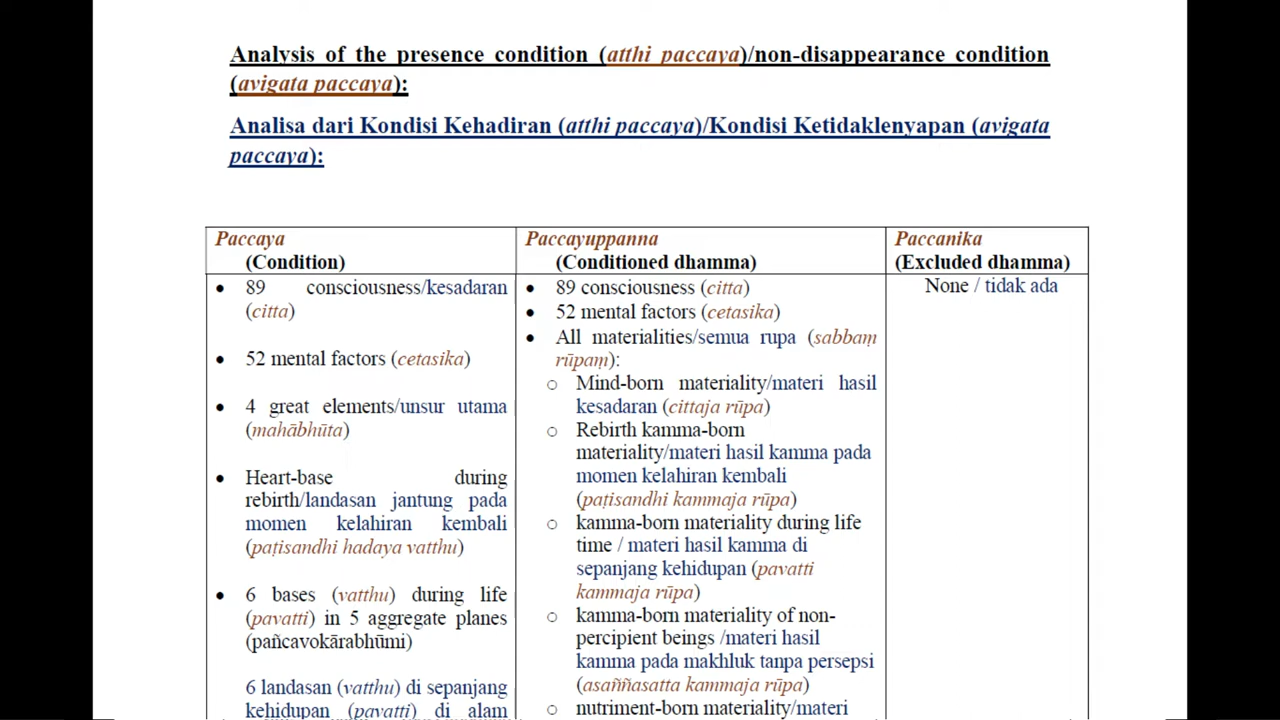 Analysis of the presence condition (atthi paccaya)/non-disappearance condition
(avigata paccaya):
Analisa dari Kondisi Kehadiran (atthi paccaya)/Kondisi Ketidaklenyapan (avigata
paccaya):
Paccaya
(Condition)
● 89 consciousness/kesadaran
(citta)
● 52 mental factors (cetasika)
● 4 great elements/unsur utama
(mahābhūta)
● Heart-base during
rebirth/landasan jantung pada
momen kelahiran kembali
(paṭisandhi hadaya vatthu)
● 6 bases (vatthu) during life
(pavatti) in 5 aggregate planes
(pañcavokārabhūmi)
6 landasan (vatthu) di sepanjang
kehidupan (pavatti) di alam
Paccayuppanna
(Conditioned dhamma)
● 89 consciousness (citta)
● 52 mental factors (cetasika)
● All materialities/semua rupa (sabbaṃ
rūpaṃ):
○ Mind-born materiality/materi hasil
kesadaran (cittaja rūpa)
○ Rebirth kamma-born
materiality/materi hasil kamma pada
momen kelahiran kembali
(paṭisandhi kammaja rūpa)
○ kamma-born materiality during life
time / materi hasil kamma di
sepanjang kehidupan (pavatti
kammaja rūpa)
○ kamma-born materiality of non-
percipient beings /materi hasil
kamma pada makhluk tanpa persepsi
(asaññasatta kammaja rūpa)
○ nutriment-born materiality/materi
Paccanika
(Excluded dhamma)
None / tidak ada